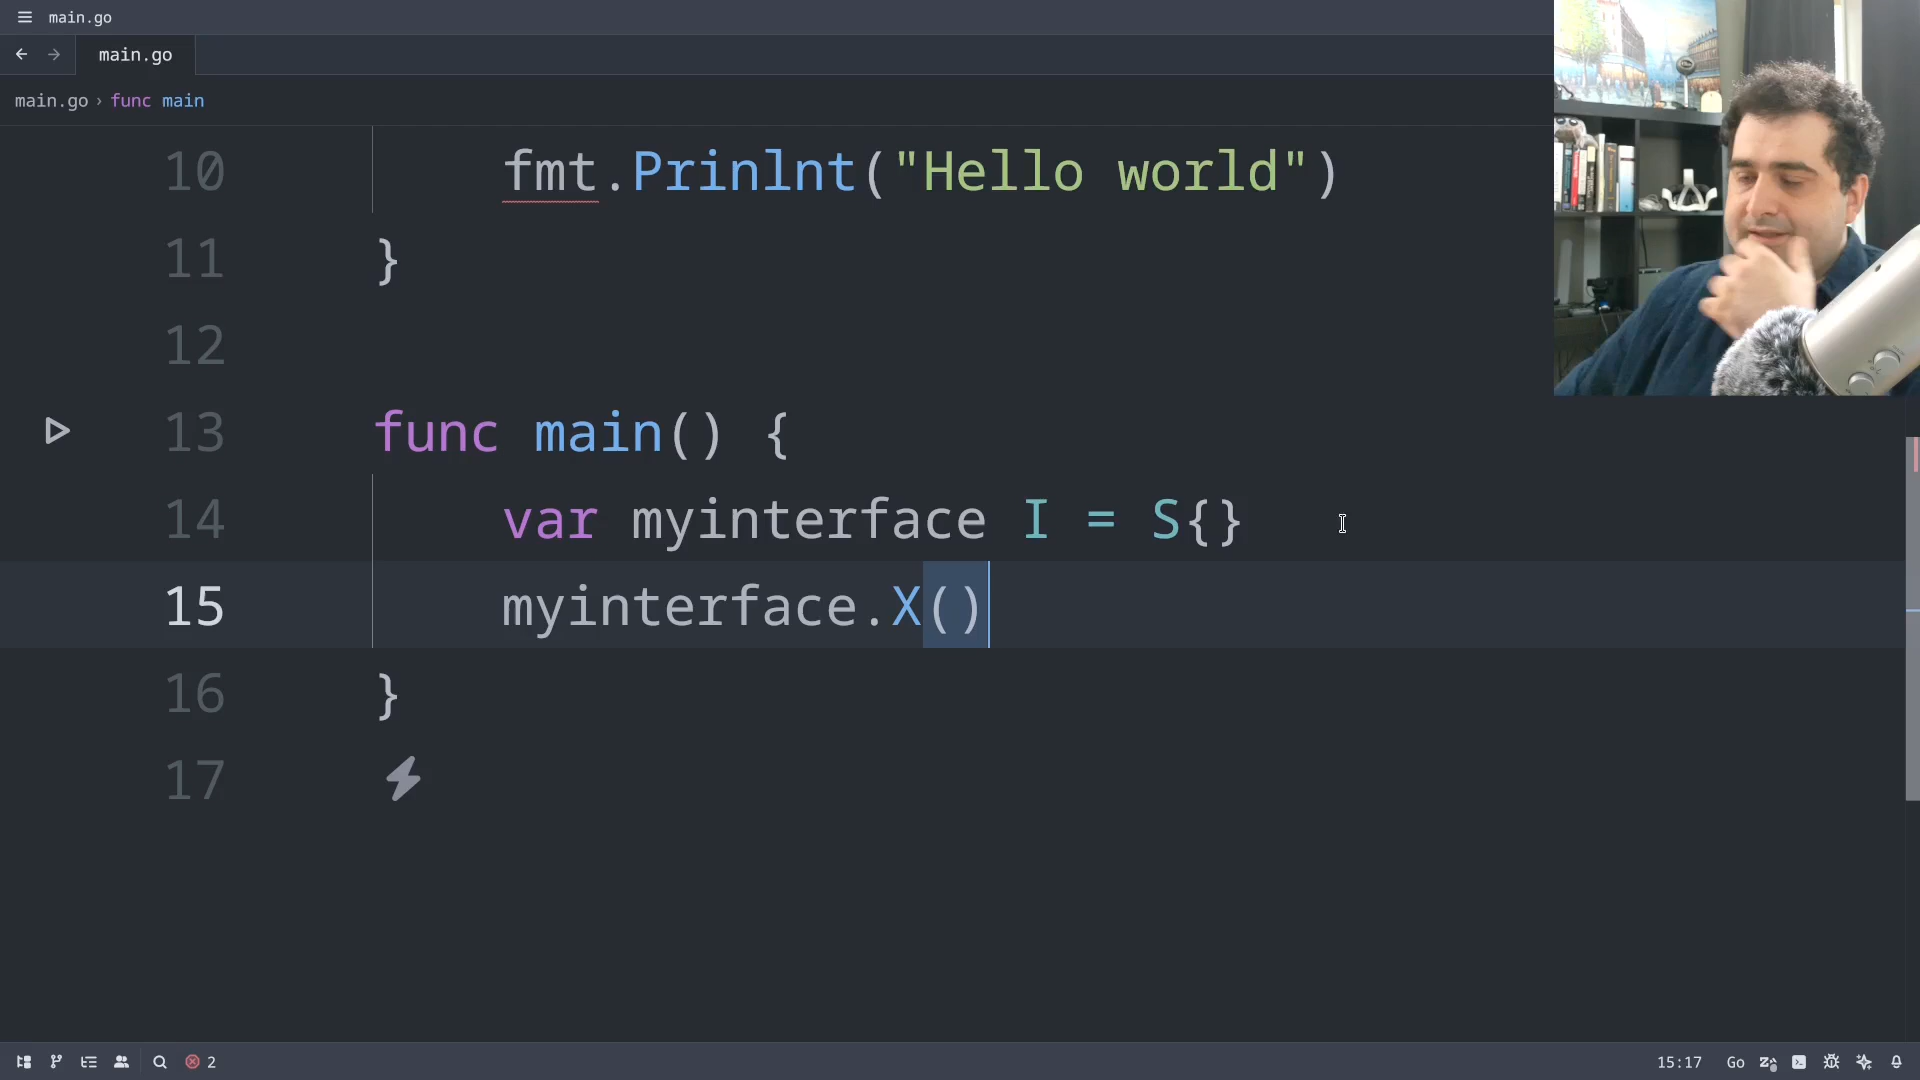 main.go
main.go
main.go › func main
10 fmt.Prinlnt("Hello world")
11 }
12
13 func main() {
14 var myinterface I = S{}
15 myinterface.X()
16 }
17
2
15:17 Go